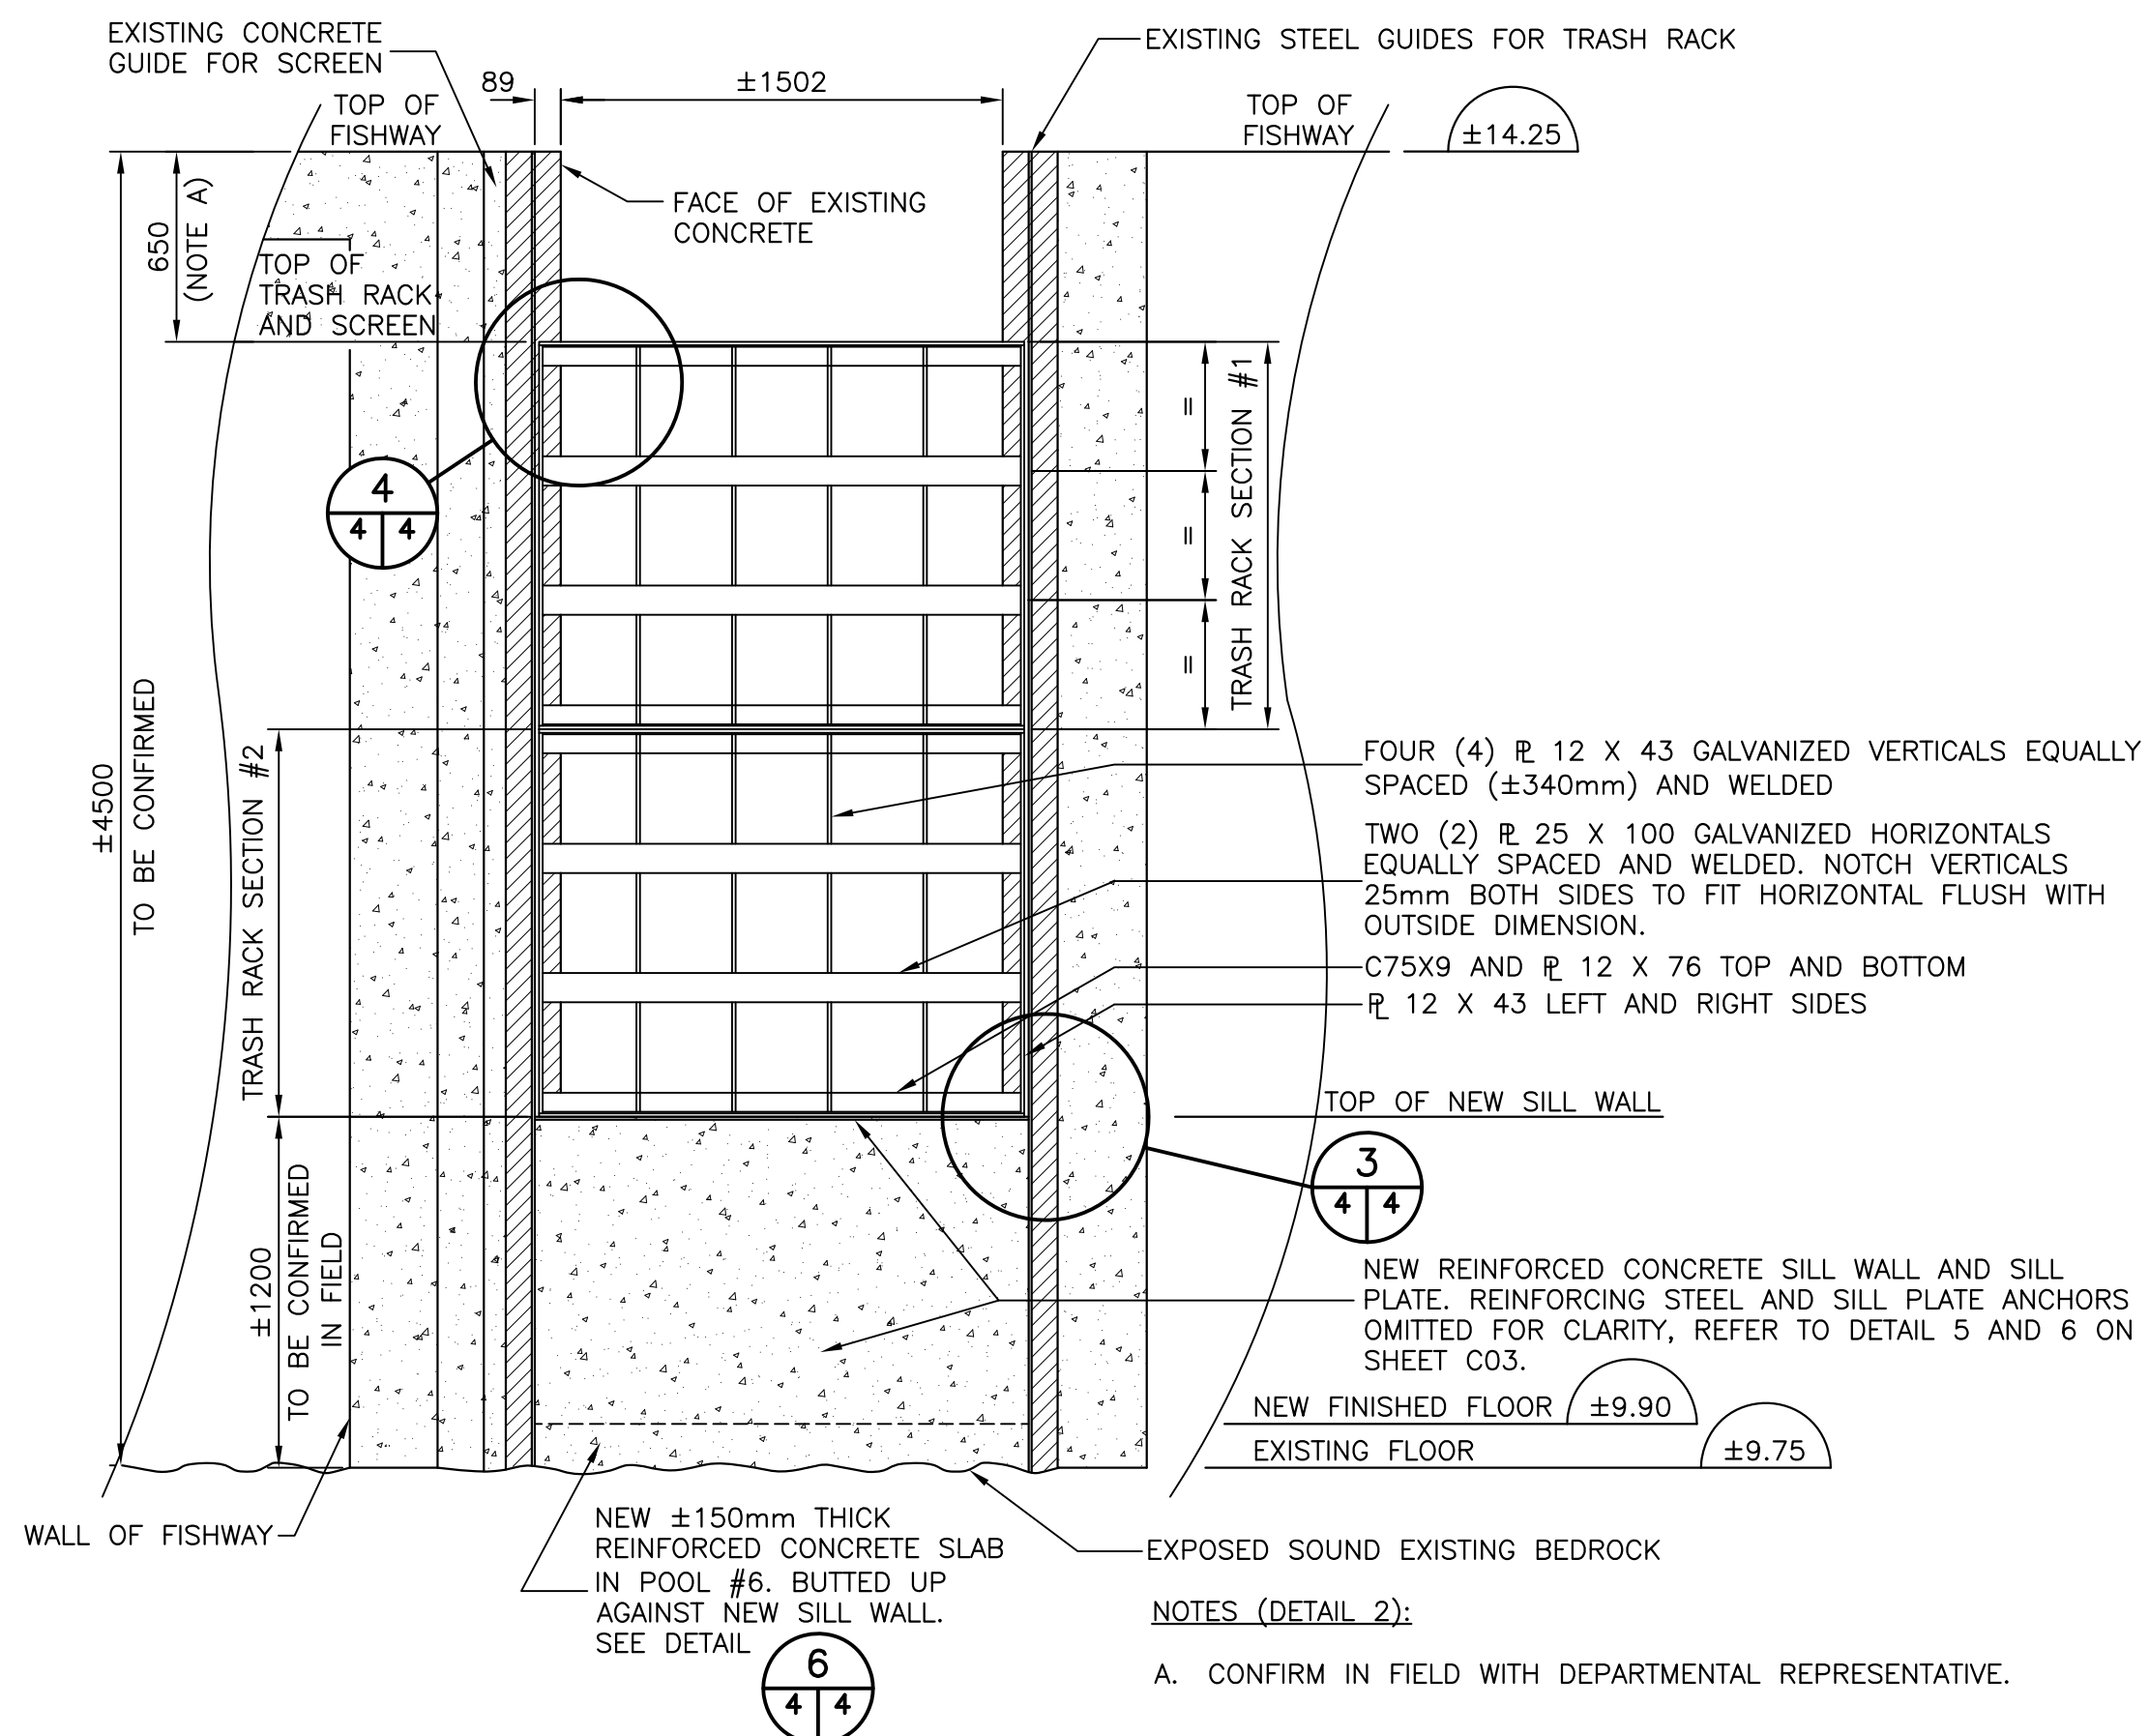 EXISTING CONCRETE
GUIDE FOR SCREEN
89
±1502
EXISTING STEEL GUIDES FOR TRASH RACK
TOP OF
FISHWAY
TOP OF
FISHWAY
±14.25
650
(NOTE A)
FACE OF EXISTING
CONCRETE
TOP OF
TRASH RACK
AND SCREEN
4
4 4
=
=
=
TRASH RACK SECTION #1
±4500
TO BE CONFIRMED
TRASH RACK SECTION #2
FOUR (4) ℙL 12 X 43 GALVANIZED VERTICALS EQUALLY
SPACED (±340mm) AND WELDED
TWO (2) ℙL 25 X 100 GALVANIZED HORIZONTALS
EQUALLY SPACED AND WELDED. NOTCH VERTICALS
25mm BOTH SIDES TO FIT HORIZONTAL FLUSH WITH
OUTSIDE DIMENSION.
C75X9 AND ℙL 12 X 76 TOP AND BOTTOM
ℙL 12 X 43 LEFT AND RIGHT SIDES
TOP OF NEW SILL WALL
3
4 4
±1200
TO BE CONFIRMED
IN FIELD
NEW REINFORCED CONCRETE SILL WALL AND SILL
PLATE. REINFORCING STEEL AND SILL PLATE ANCHORS
OMITTED FOR CLARITY, REFER TO DETAIL 5 AND 6 ON
SHEET C03.
NEW FINISHED FLOOR ±9.90
EXISTING FLOOR ±9.75
WALL OF FISHWAY
NEW ±150mm THICK
REINFORCED CONCRETE SLAB
IN POOL #6. BUTTED UP
AGAINST NEW SILL WALL.
SEE DETAIL
6
4 4
EXPOSED SOUND EXISTING BEDROCK
NOTES (DETAIL 2):
A. CONFIRM IN FIELD WITH DEPARTMENTAL REPRESENTATIVE.